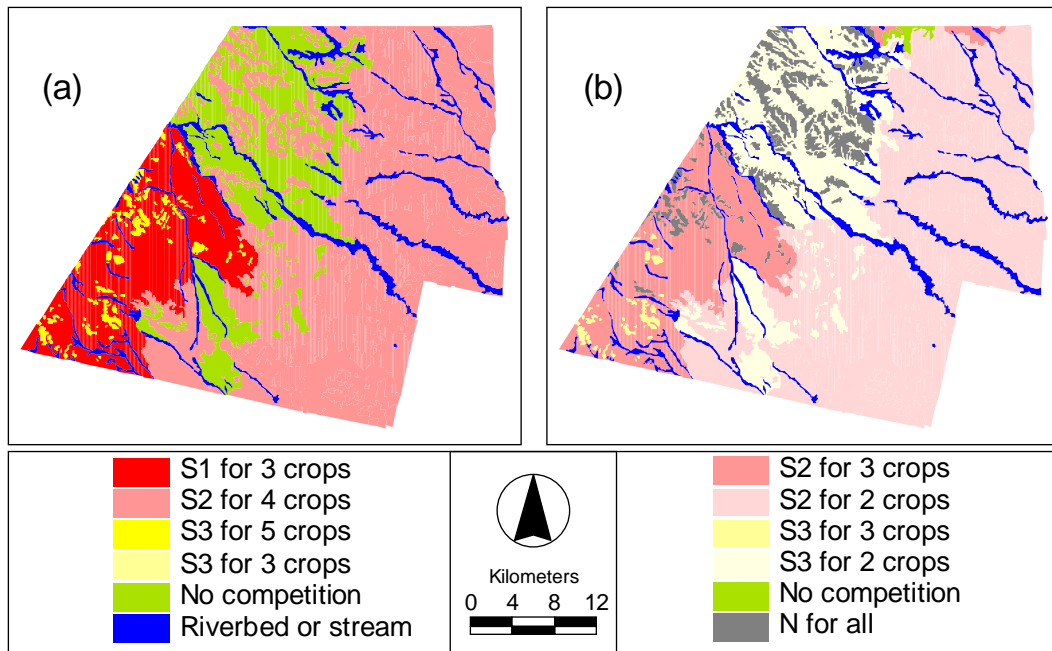 (a)
(b)
S1 for 3 crops
S2 for 4 crops
S3 for 5 crops
S3 for 3 crops
No competition
Riverbed or stream
Kilometers
0 4 8 12
S2 for 3 crops
S2 for 2 crops
S3 for 3 crops
S3 for 2 crops
No competition
N for all